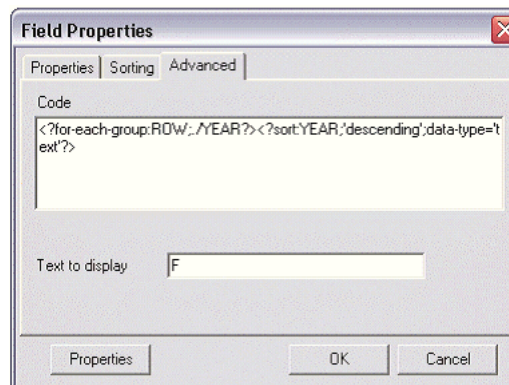 Field Properties
Properties Sorting Advanced
Code
<?for-each-group:ROW;./YEAR?><?sort:YEAR;'descending';data-type='t
ext'?>
Text to display F
Properties OK Cancel